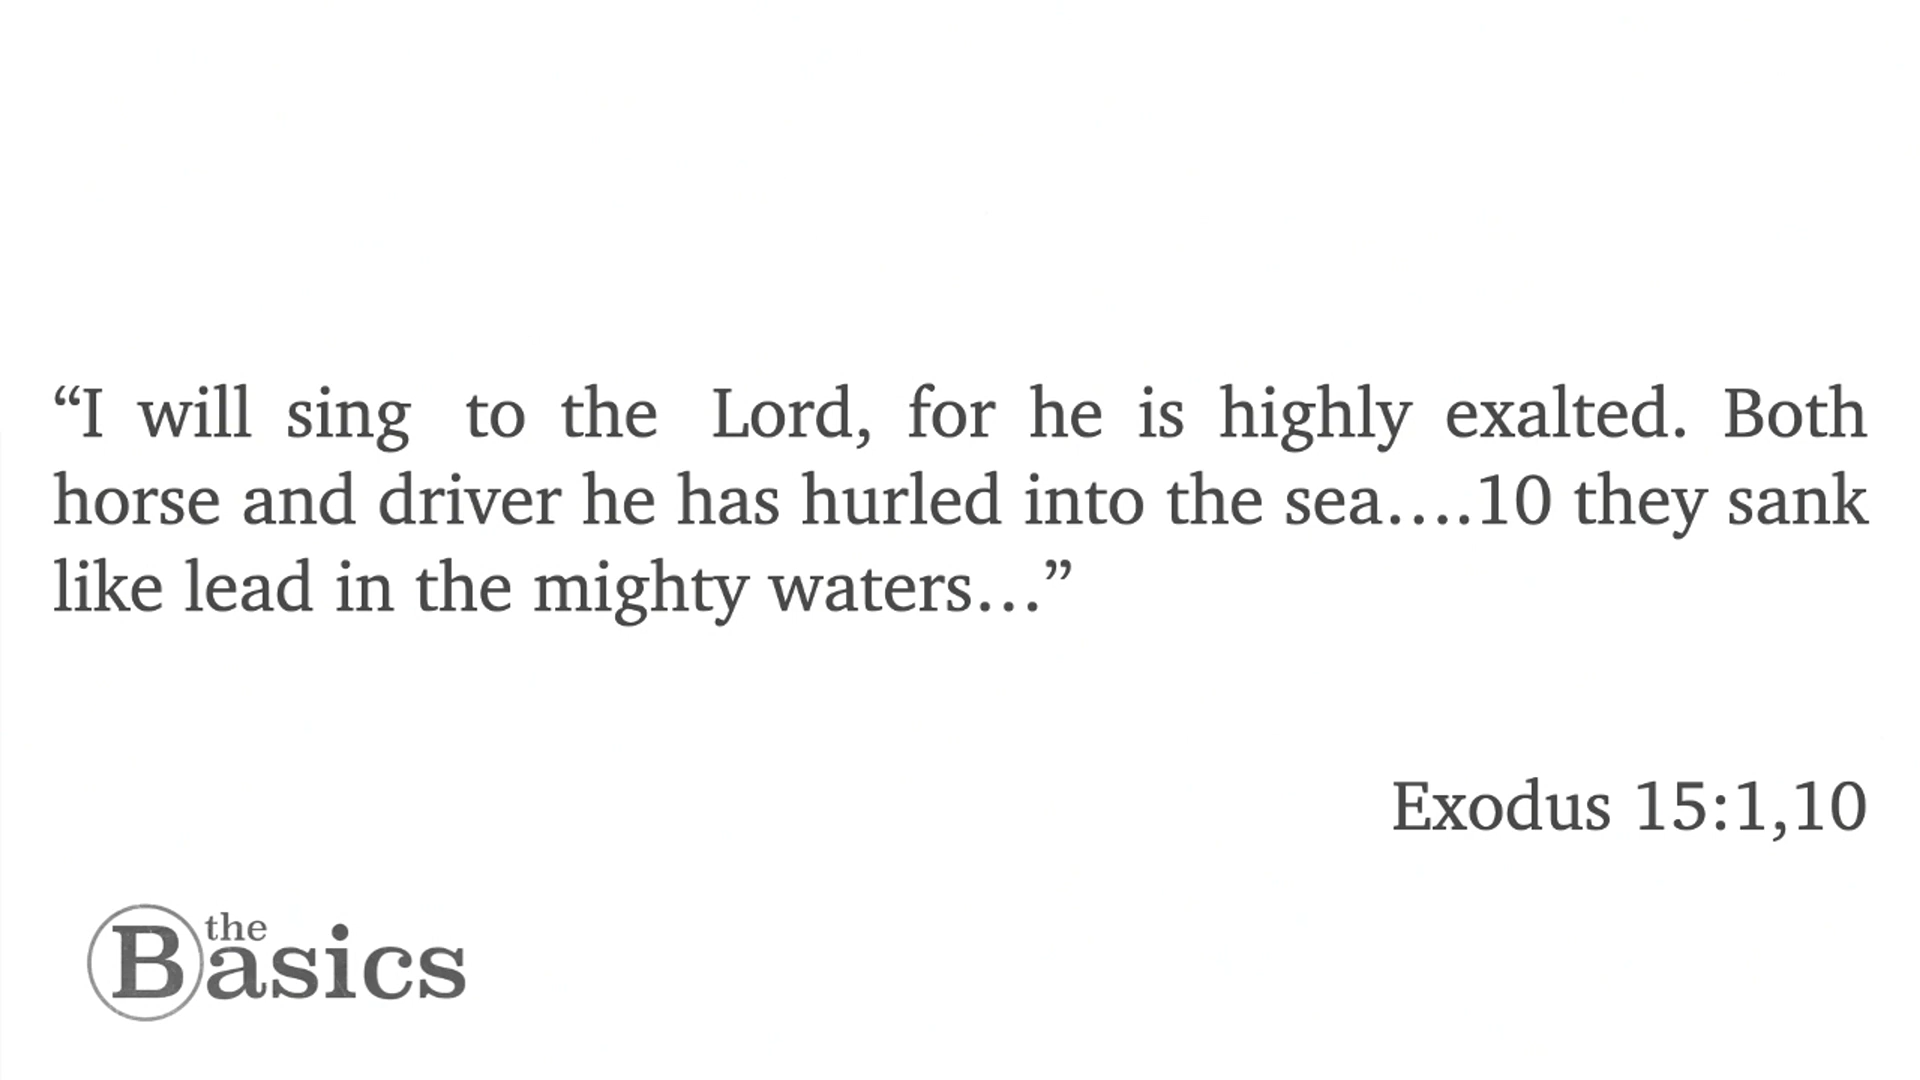 “I will sing to the Lord, for he is highly exalted. Both
horse and driver he has hurled into the sea….10 they sank
like lead in the mighty waters…”
Exodus 15:1,10
the
Basics